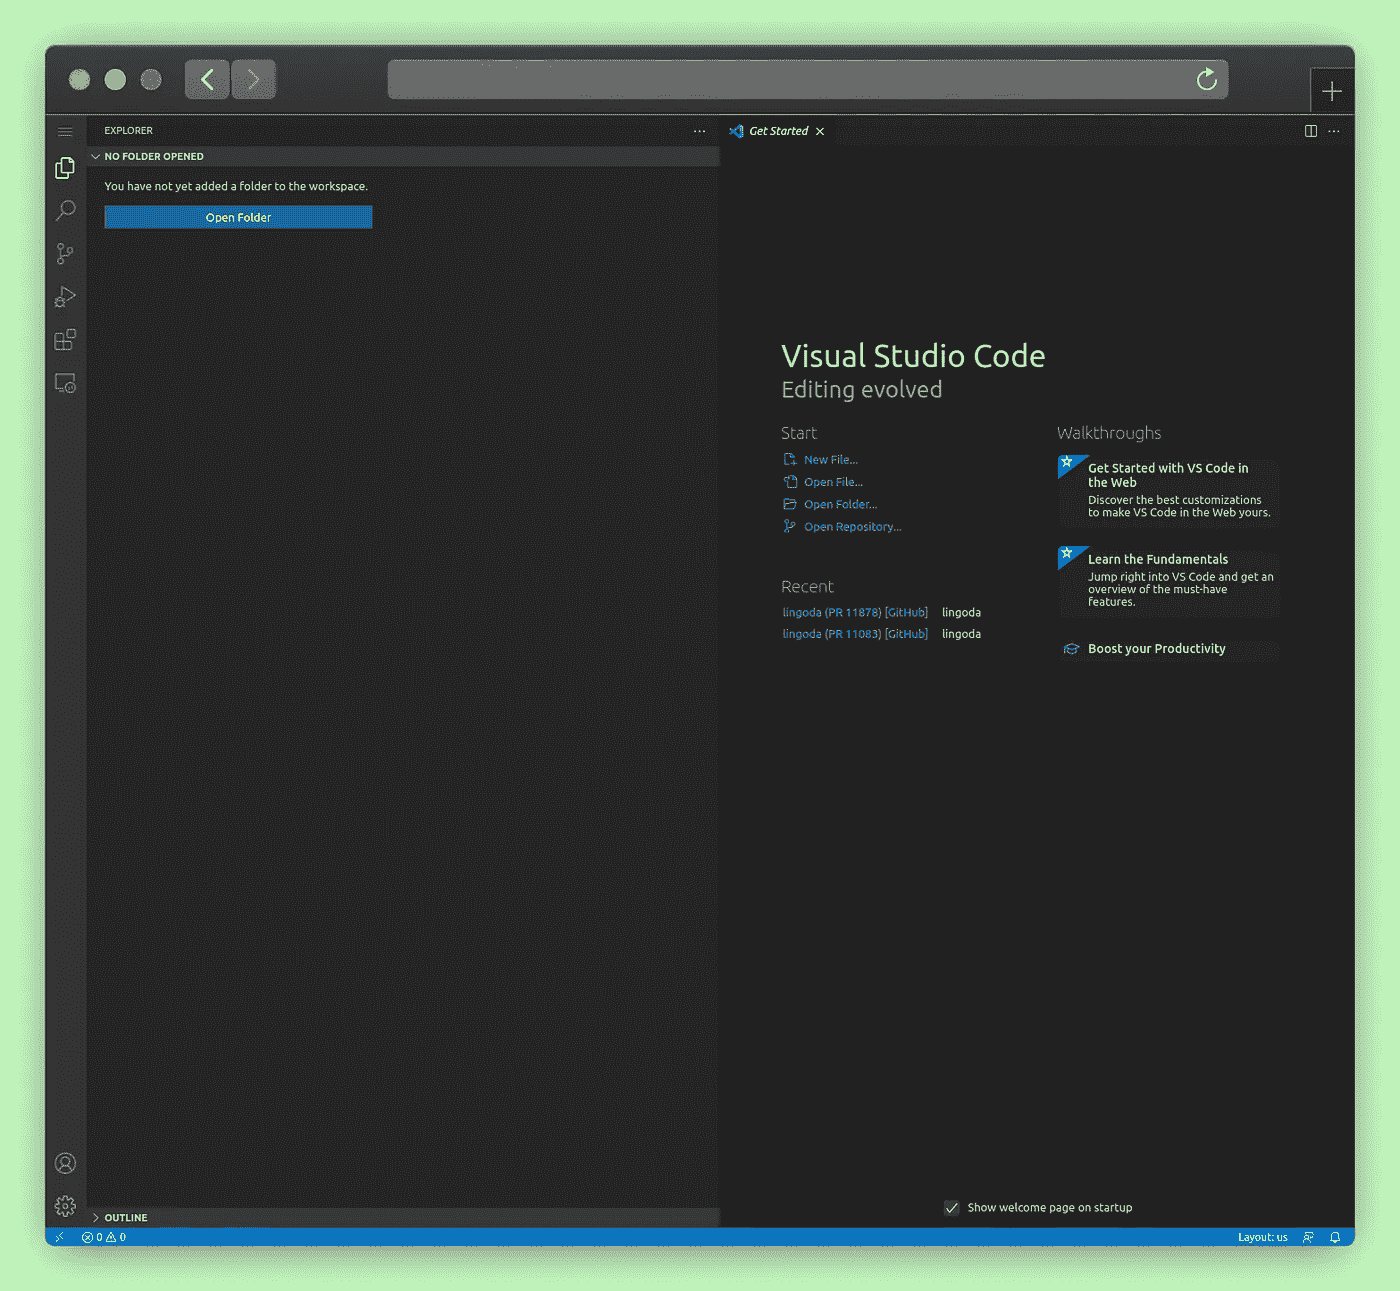 EXPLORER
NO FOLDER OPENED
You have not yet added a folder to the workspace.
Open Folder
OUTLINE
Get Started
Visual Studio Code
Editing evolved
Start
New File...
Open File...
Open Folder...
Open Repository...
Recent
lingoda (PR 11878) [GitHub] lingoda
lingoda (PR 11083) [GitHub] lingoda
Walkthroughs
Get Started with VS Code in
the Web
Discover the best customizations
to make VS Code in the Web yours.
Learn the Fundamentals
Jump right into VS Code and get an
overview of the must-have
features.
Boost your Productivity
Show welcome page on startup
0 0
Layout: us